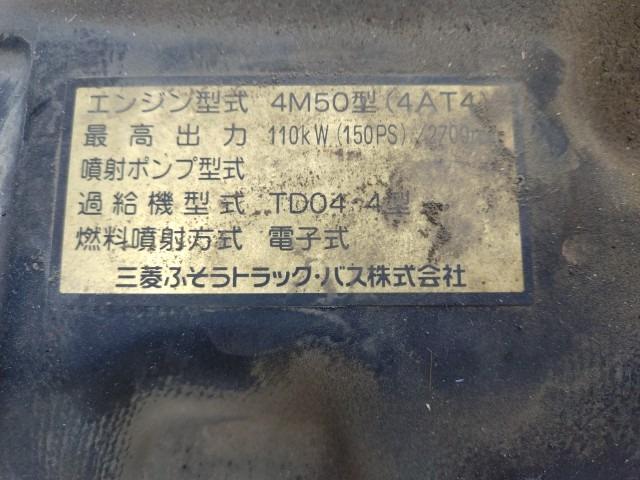 エンジン型式 4M50型(4AT4)
最高出力 110kW(150PS)/2700
噴射ポンプ型式
過給機型式 TD04-4型
燃料噴射方式 電子式
三菱ふそうトラック・バス株式会社